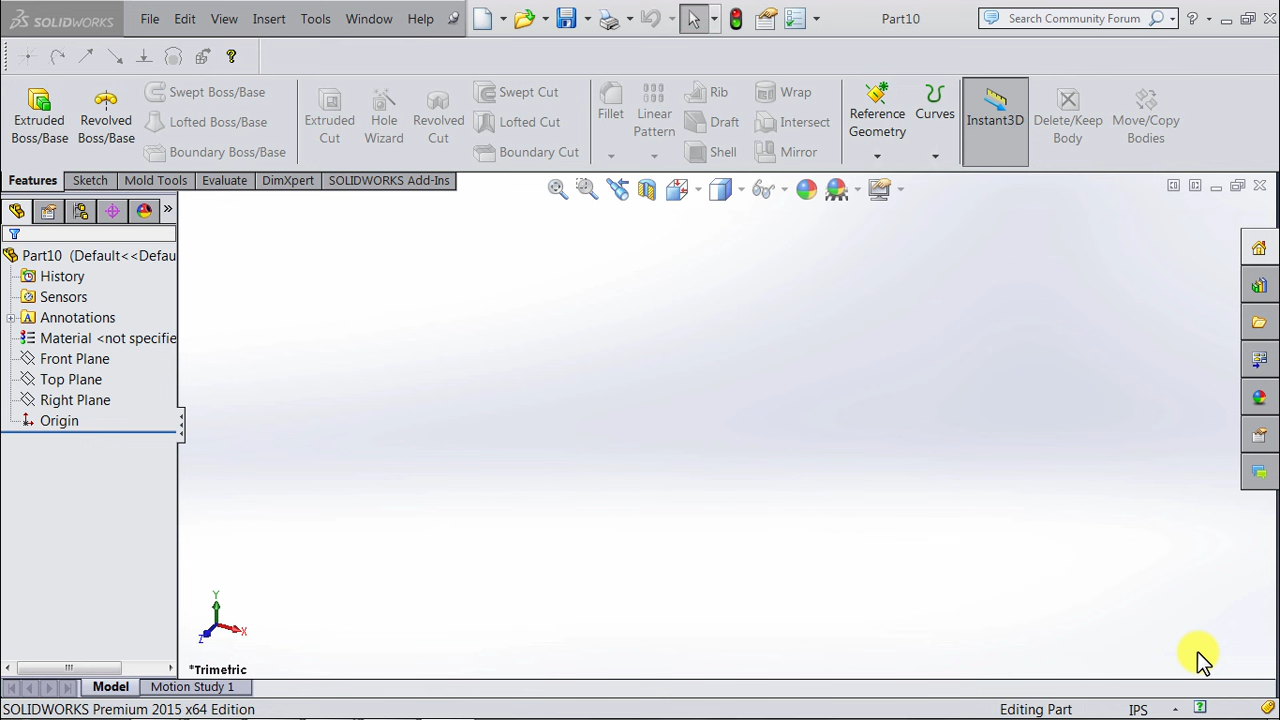 SOLIDWORKS File Edit View Insert Tools Window Help Part10 Search Community Forum ?
?
Extruded Boss/Base
Revolved Boss/Base
Swept Boss/Base
Lofted Boss/Base
Boundary Boss/Base
Extruded Cut
Hole Wizard
Revolved Cut
Swept Cut
Lofted Cut
Boundary Cut
Fillet
Linear Pattern
Rib
Draft
Shell
Wrap
Intersect
Mirror
Reference Geometry
Curves
Instant3D
Delete/Keep Body
Move/Copy Bodies
Features Sketch Mold Tools Evaluate DimXpert SOLIDWORKS Add-Ins
Part10 (Default<<Defau
History
Sensors
A Annotations
Material <not specifie
Front Plane
Top Plane
Right Plane
Origin
Y
X
Z
*Trimetric
Model Motion Study 1
SOLIDWORKS Premium 2015 x64 Edition Editing Part IPS ?